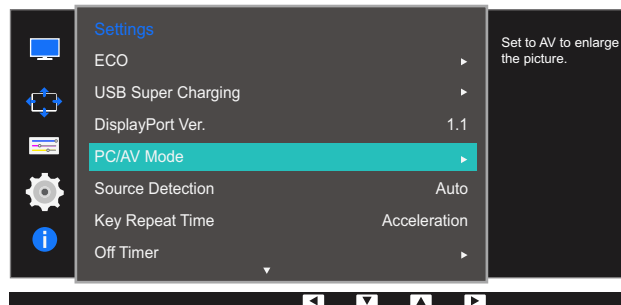 Settings
ECO
USB Super Charging
DisplayPort Ver. 1.1
PC/AV Mode
Source Detection Auto
Key Repeat Time Acceleration
Off Timer
Set to AV to enlarge
the picture.